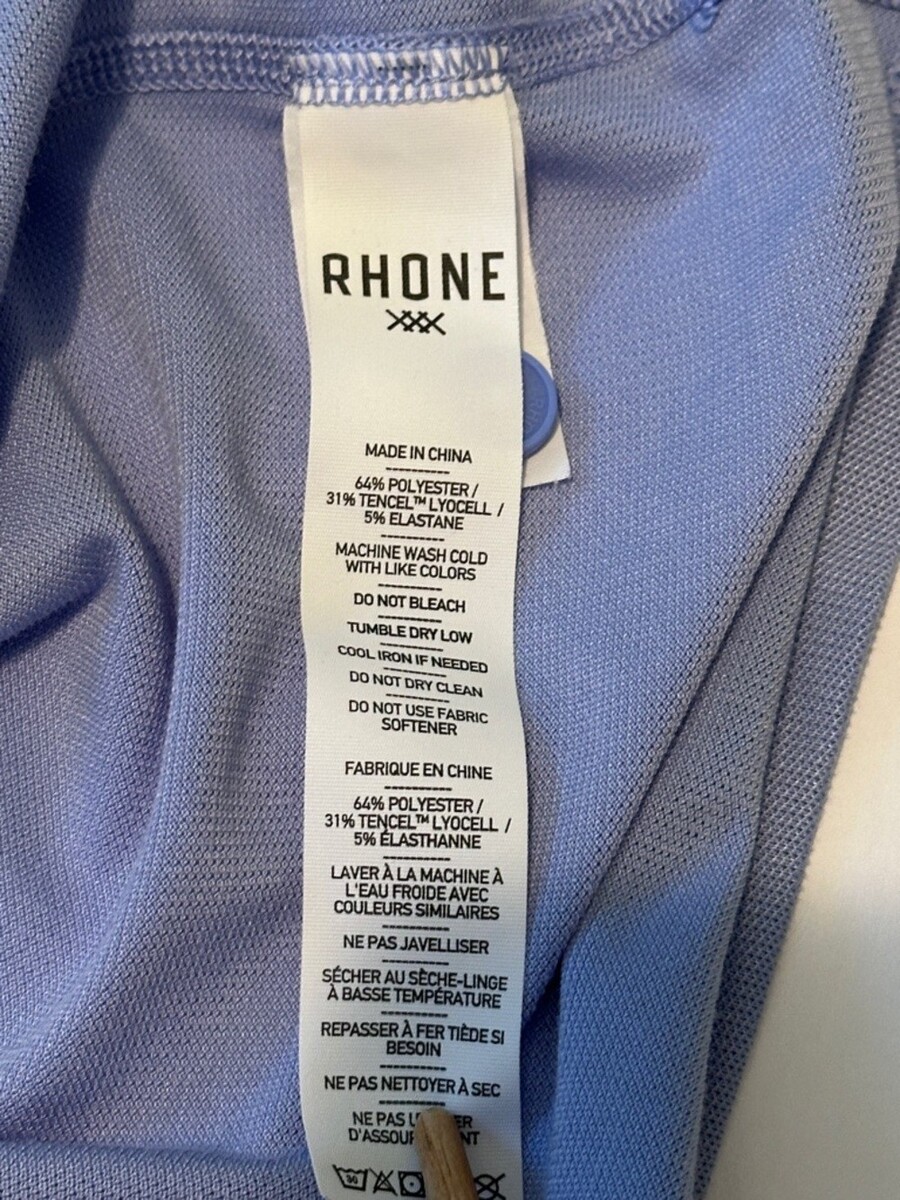 RHONE
MADE IN CHINA
64% POLYESTER /
31% TENCEL™ LYOCELL /
5% ELASTANE
MACHINE WASH COLD
WITH LIKE COLORS
DO NOT BLEACH
TUMBLE DRY LOW
COOL IRON IF NEEDED
DO NOT DRY CLEAN
DO NOT USE FABRIC
SOFTENER
FABRIQUE EN CHINE
64% POLYESTER /
31% TENCEL™ LYOCELL /
5% ÉLASTHANNE
LAVER À LA MACHINE À
L'EAU FROIDE AVEC
COULEURS SIMILAIRES
NE PAS JAVELLISER
SÉCHER AU SÈCHE-LINGE
À BASSE TEMPÉRATURE
REPASSER À FER TIÈDE SI
BESOIN
NE PAS NETTOYER À SEC
NE PAS
30